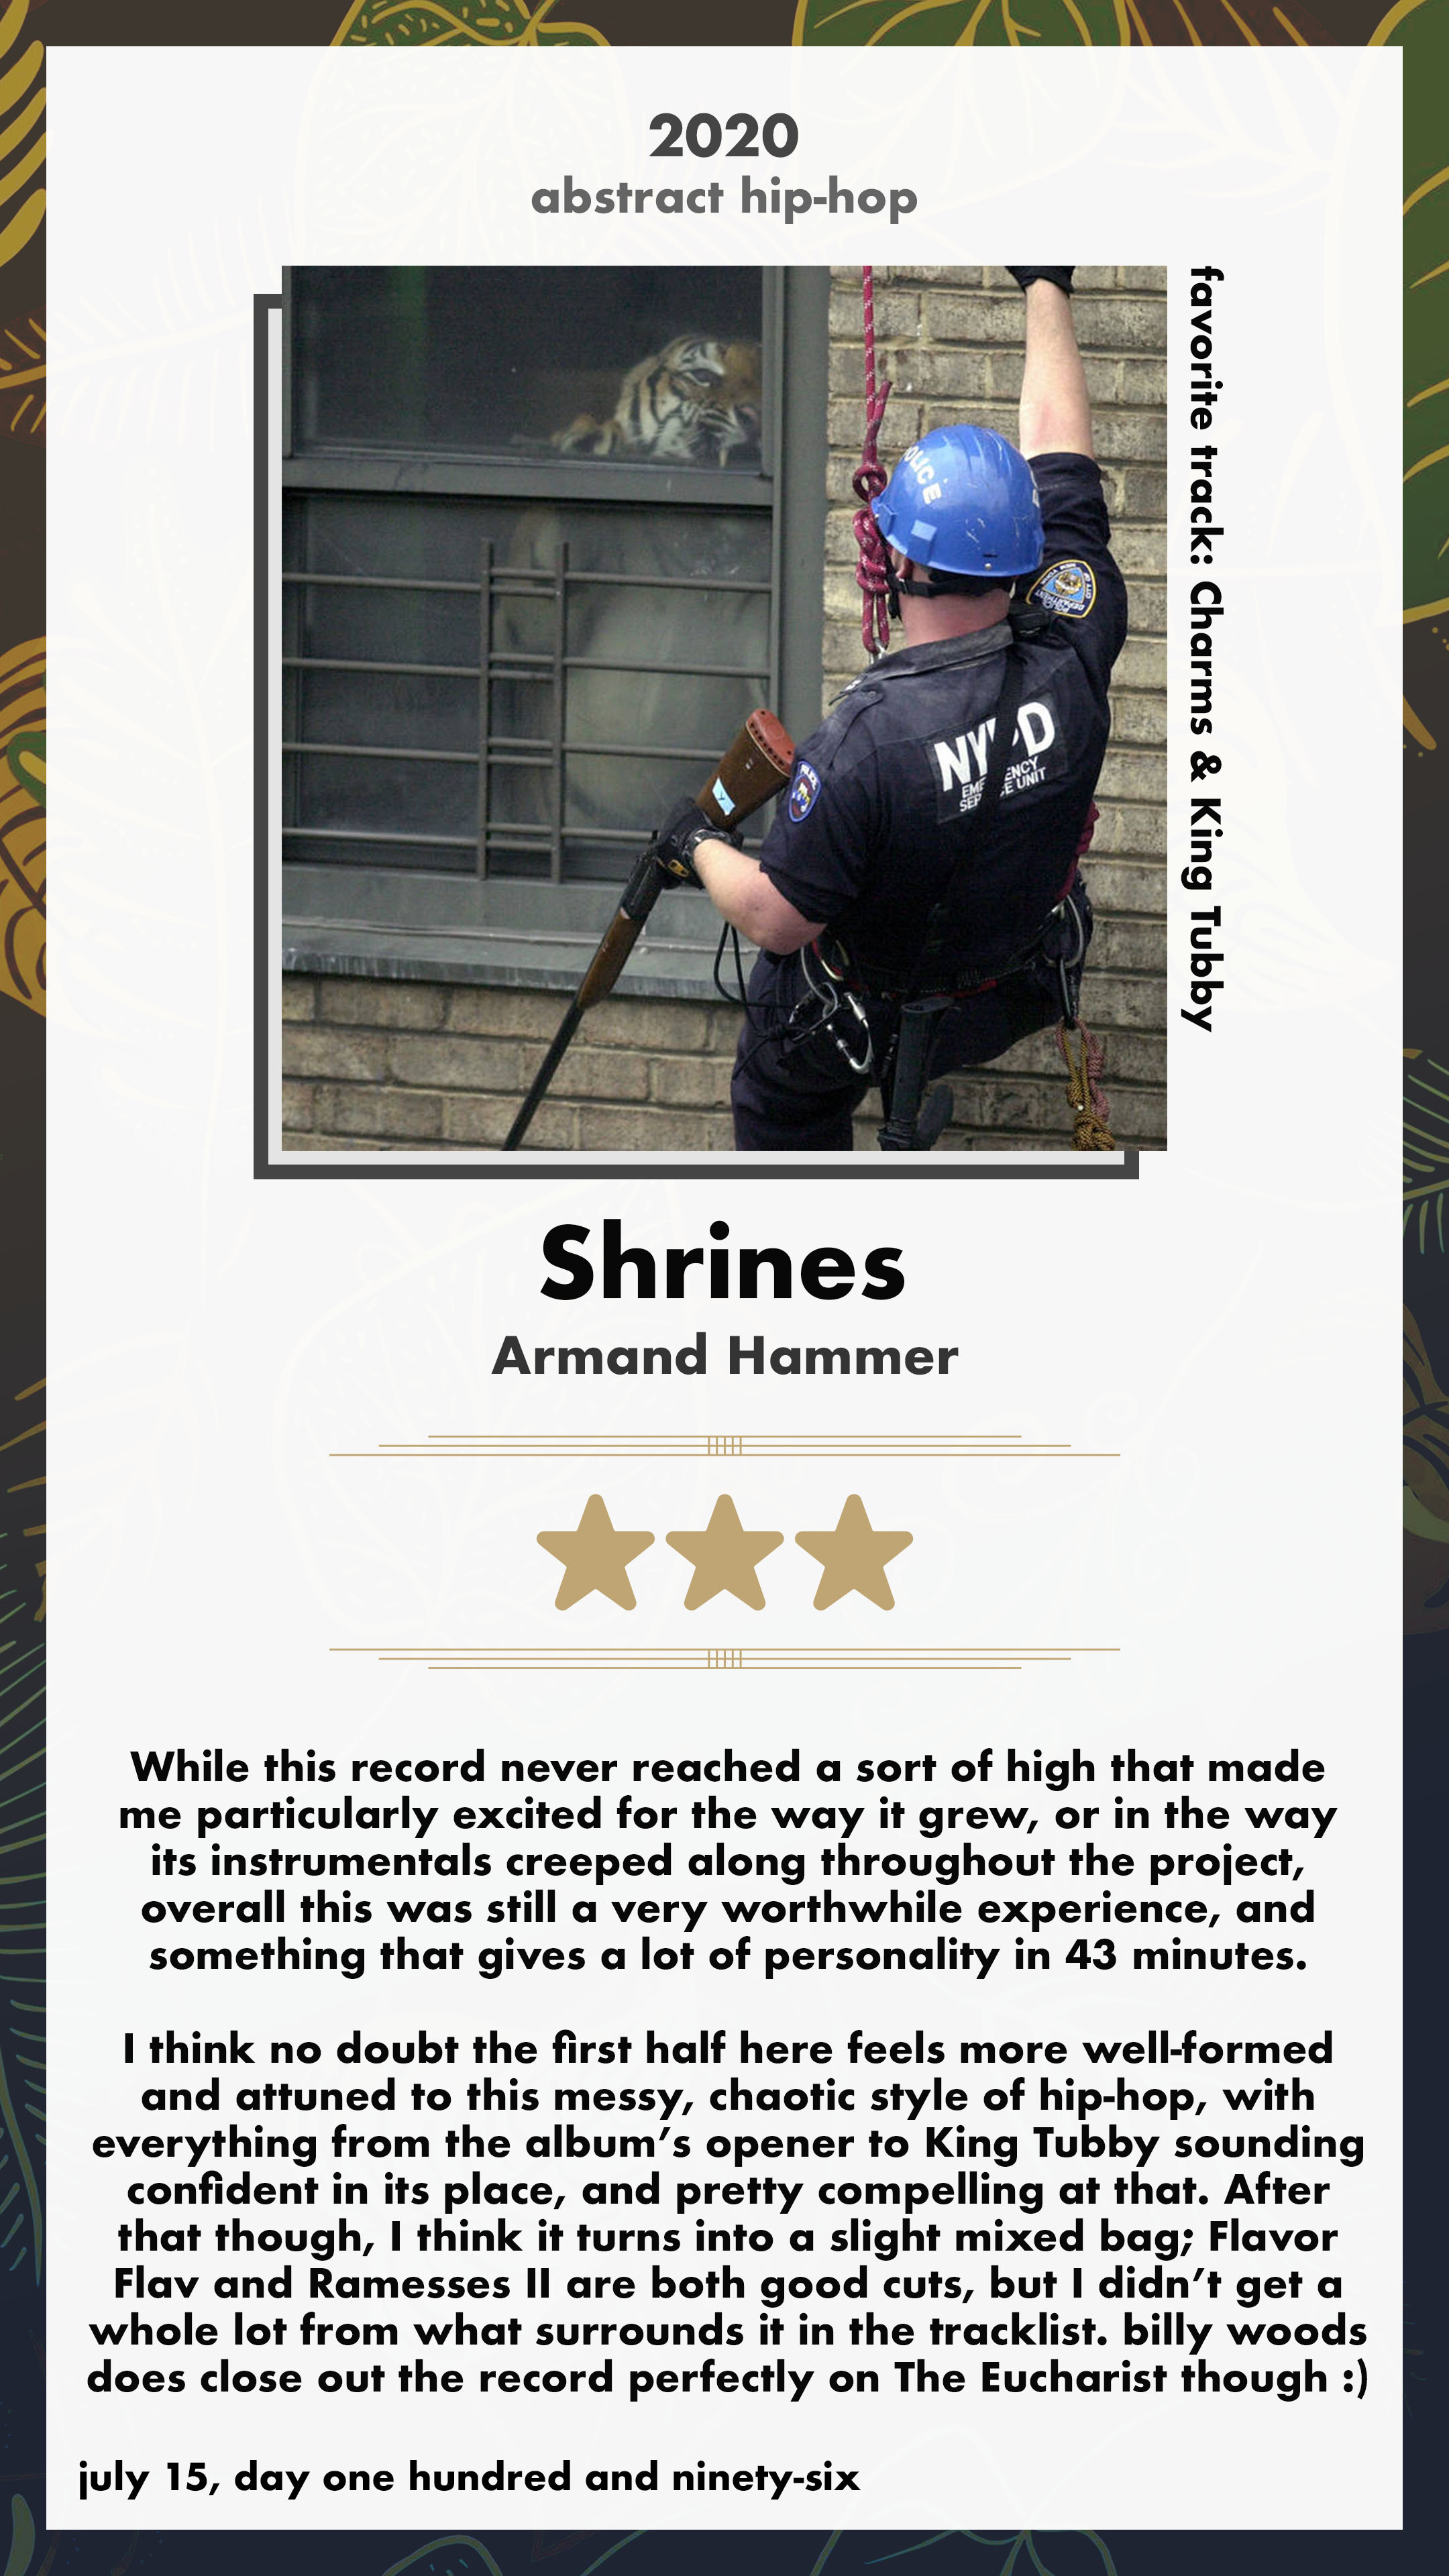 2020
abstract hip-hop
favorite track: Charms & King Tubby
POLICE
NYPD
Shrines
Armand Hammer
While this record never reached a sort of high that made
me particularly excited for the way it grew, or in the way
its instrumentals creeped along throughout the project,
overall this was still a very worthwhile experience, and
something that gives a lot of personality in 43 minutes.
I think no doubt the first half here feels more well-formed
and attuned to this messy, chaotic style of hip-hop, with
everything from the album’s opener to King Tubby sounding
confident in its place, and pretty compelling at that. After
that though, I think it turns into a slight mixed bag; Flavor
Flav and Ramesses II are both good cuts, but I didn’t get a
whole lot from what surrounds it in the tracklist. billy woods
does close out the record perfectly on The Eucharist though :)
july 15, day one hundred and ninety-six